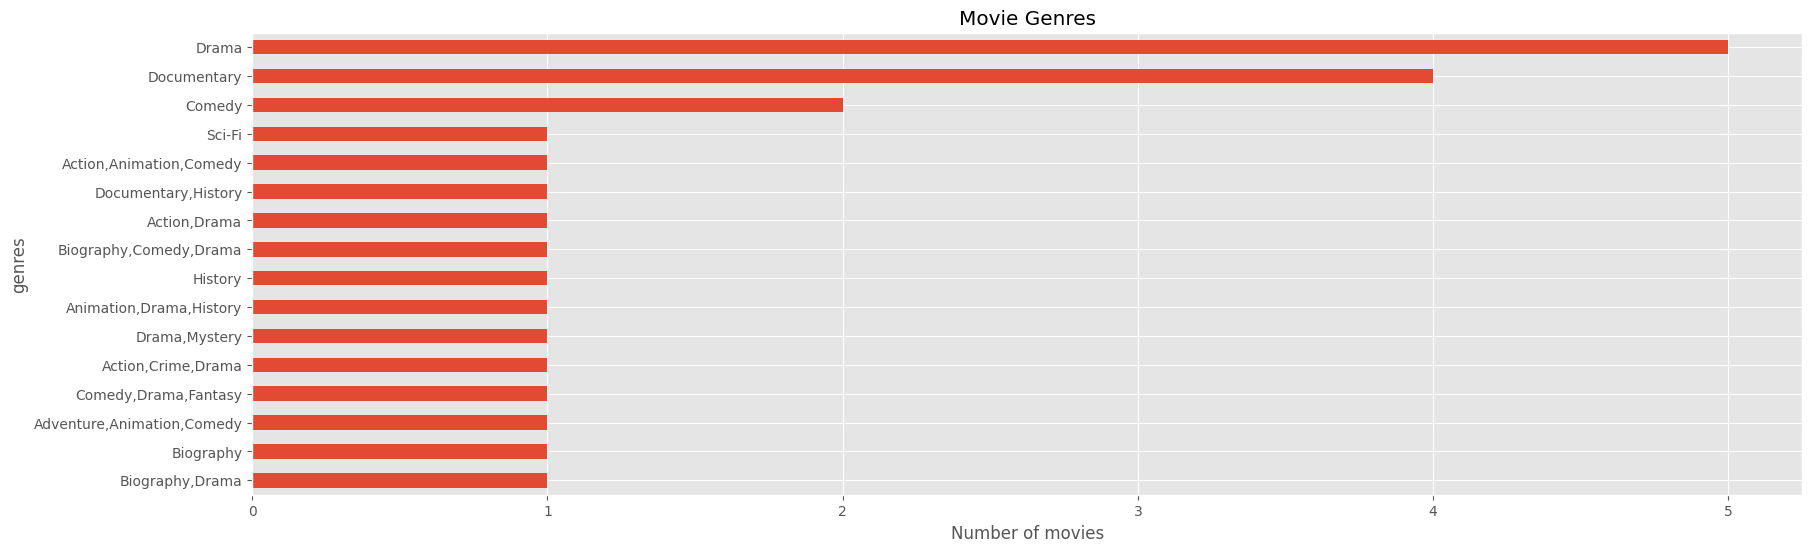 Movie Genres
Drama
Documentary
Comedy
Sci-Fi
Action,Animation,Comedy
Documentary,History
Action,Drama
Biography,Comedy,Drama
History
Animation,Drama,History
Drama,Mystery
Action,Crime,Drama
Comedy,Drama,Fantasy
Adventure,Animation,Comedy
Biography
Biography,Drama
genres
0 1 2 3 4 5
Number of movies